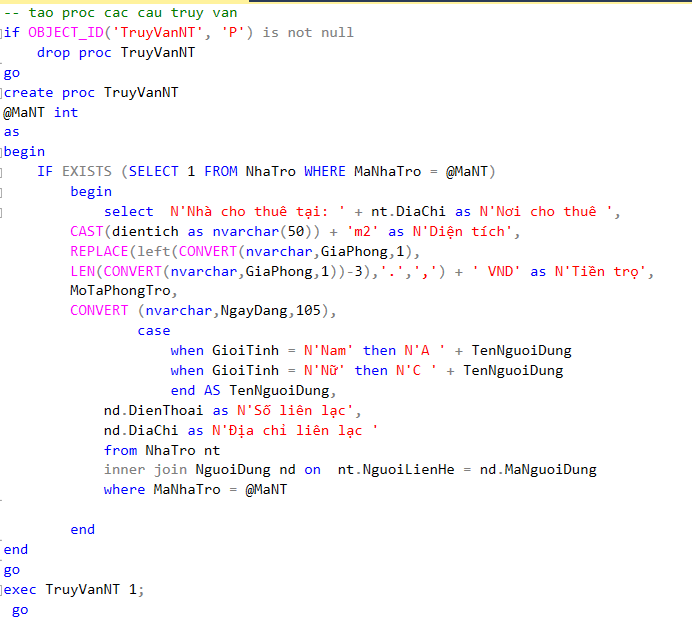 -- tao proc cac cau truy van
if OBJECT_ID('TruyVanNT', 'P') is not null
drop proc TruyVanNT
go
create proc TruyVanNT
@MaNT int
as
begin
IF EXISTS (SELECT 1 FROM NhaTro WHERE MaNhaTro = @MaNT)
begin
select  N'Nhà cho thuê tại: ' + nt.DiaChi as N'Nơi cho thuê ',
CAST(dientich as nvarchar(50)) + 'm2' as N'Diện tích',
REPLACE(left(CONVERT(nvarchar,GiaPhong,1),
LEN(CONVERT(nvarchar,GiaPhong,1))-3),'.',',') + ' VND' as N'Tiền trọ',
MoTaPhongTro,
CONVERT (nvarchar,NgayDang,105),
case
when GioiTinh = N'Nam' then N'A ' + TenNguoiDung
when GioiTinh = N'Nữ' then N'C ' + TenNguoiDung
end AS TenNguoiDung,
nd.DienThoai as N'Số liên lạc',
nd.DiaChi as N'Địa chỉ liên lạc '
from NhaTro nt
inner join NguoiDung nd on  nt.NguoiLienHe = nd.MaNguoiDung
where MaNhaTro = @MaNT
end
end
go
exec TruyVanNT 1;
go